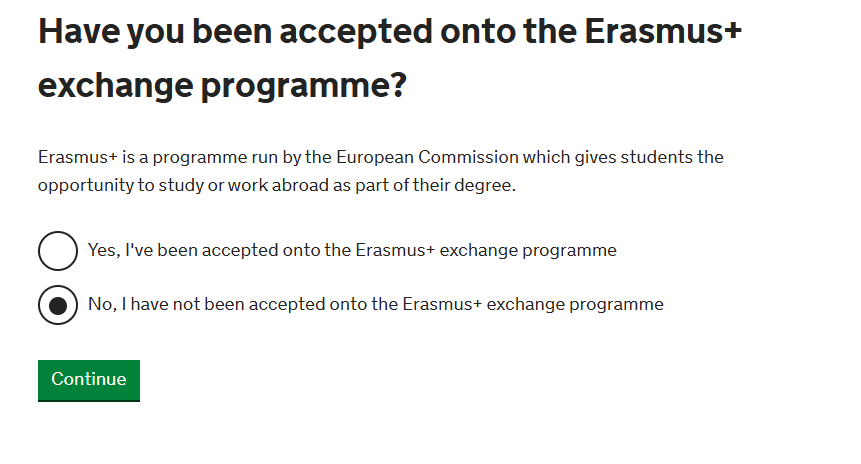 Have you been accepted onto the Erasmus+
exchange programme?
Erasmus+ is a programme run by the European Commission which gives students the
opportunity to study or work abroad as part of their degree.
Yes, I've been accepted onto the Erasmus+ exchange programme
No, I have not been accepted onto the Erasmus+ exchange programme
Continue